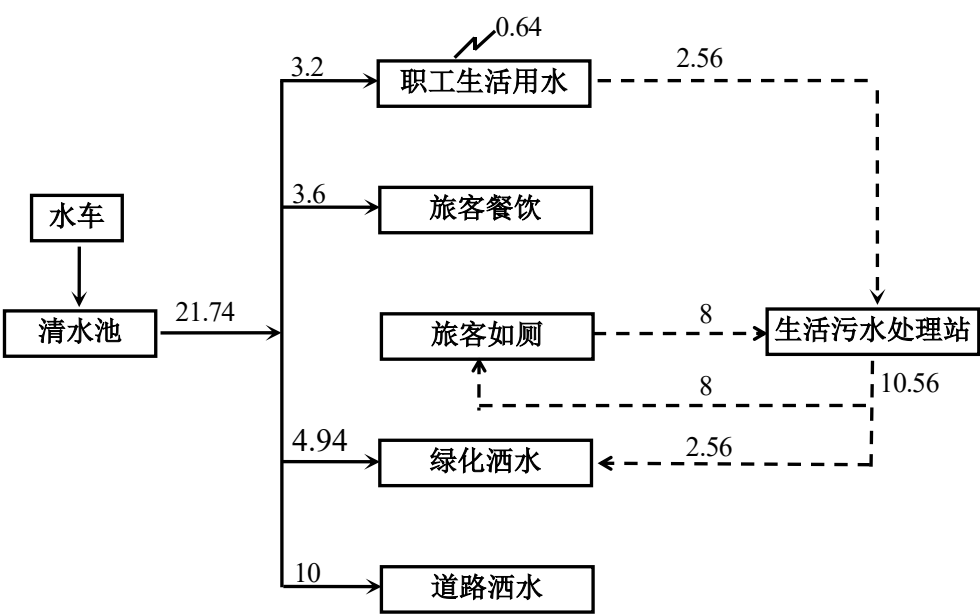 0.64
3.2
职工生活用水
2.56
水车
3.6
旅客餐饮
清水池
21.74
旅客如厕
8
生活污水处理站
8
10.56
4.94
绿化洒水
2.56
10
道路洒水